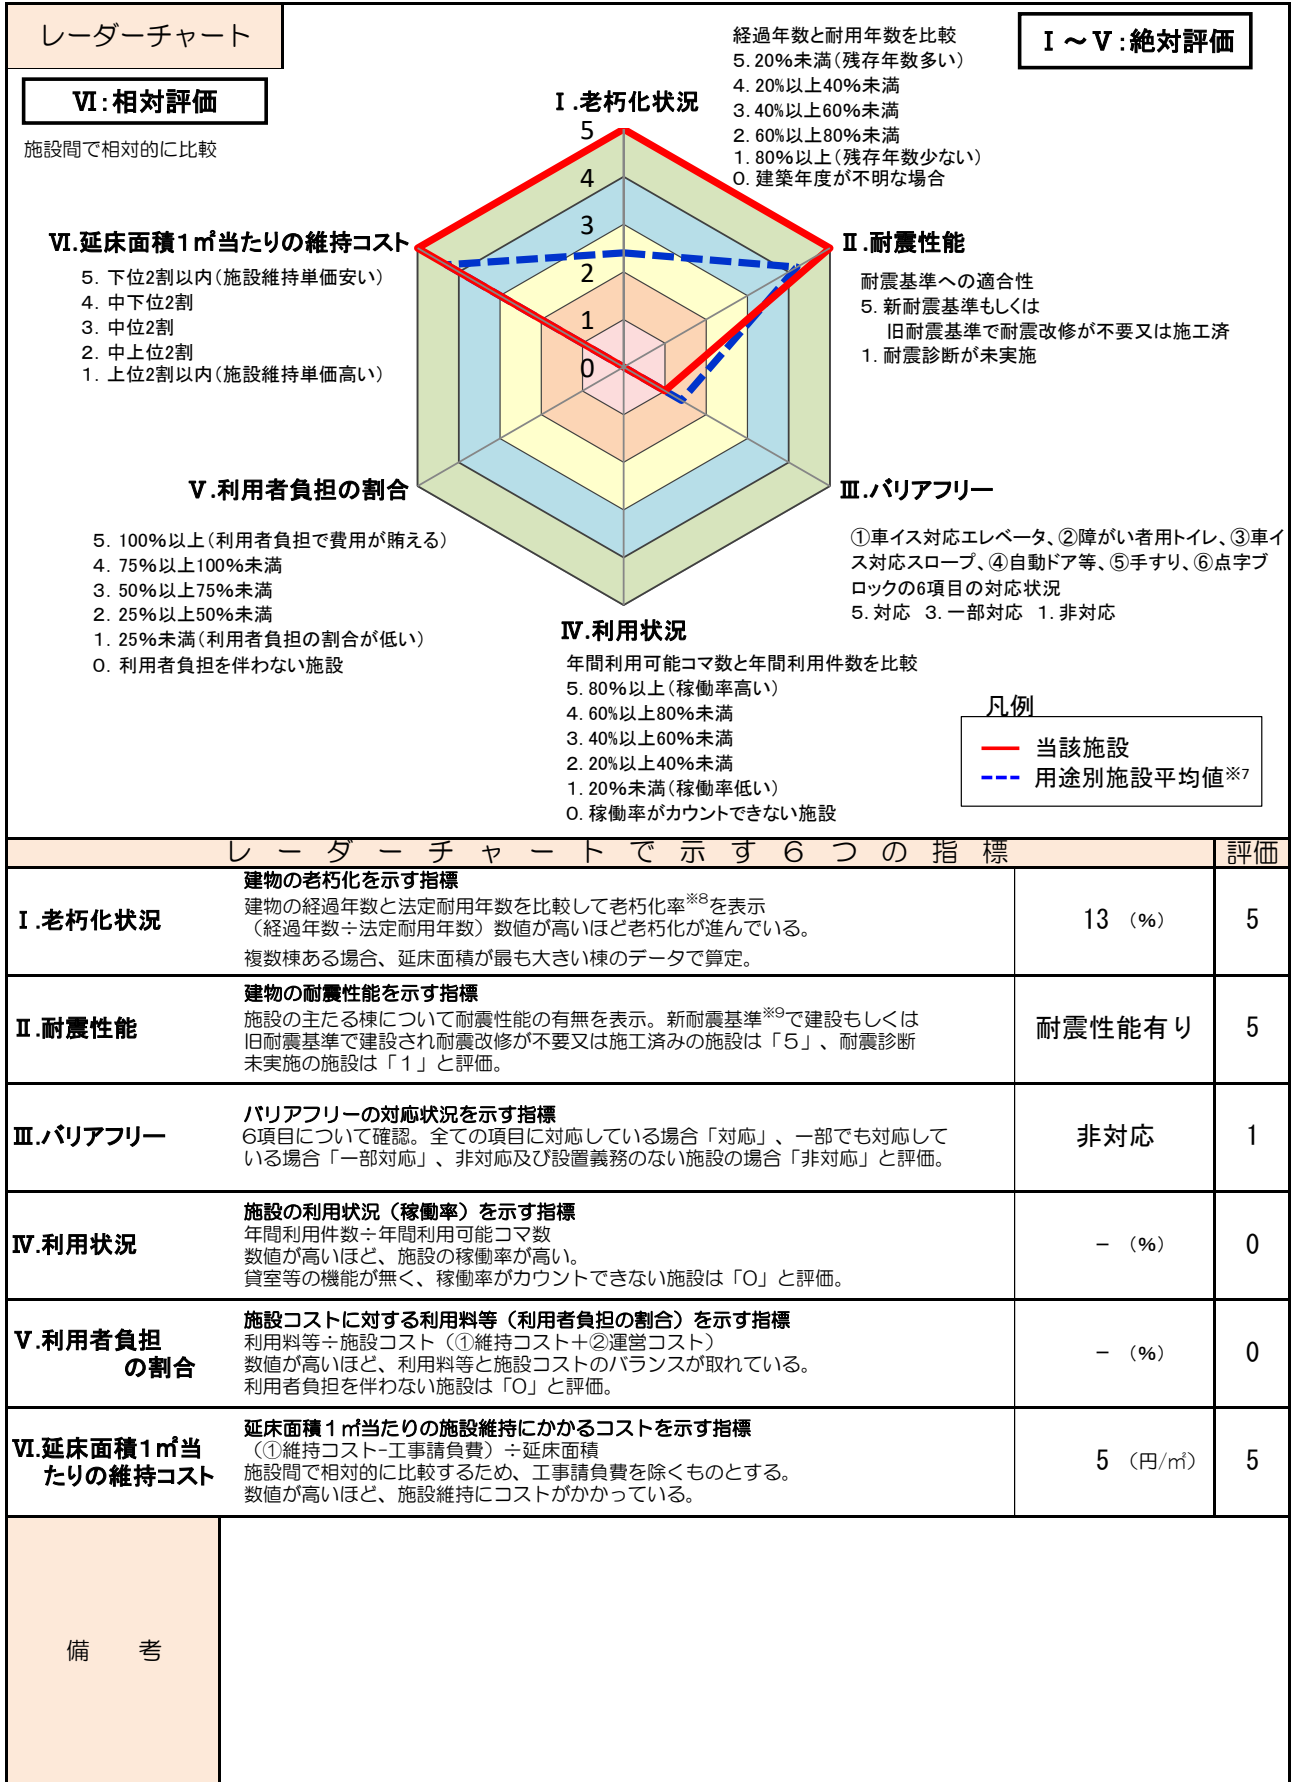 レーダーチャート
Ⅵ：相対評価
施設間で相対的に比較
Ⅰ～Ⅴ：絶対評価
経過年数と耐用年数を比較
5. 20%未満（残存年数多い）
4. 20%以上40%未満
3. 40%以上60%未満
2. 60%以上80%未満
1. 80%以上（残存年数少ない）
0. 建築年度が不明な場合
Ⅰ.老朽化状況
5
4
3
2
1
0
Ⅱ.耐震性能
耐震基準への適合性
5. 新耐震基準もしくは
旧耐震基準で耐震改修が不要又は施工済
1. 耐震診断が未実施
Ⅵ.延床面積1㎡当たりの維持コスト
5. 下位2割以内（施設維持単価安い）
4. 中下位2割
3. 中位2割
2. 中上位2割
1. 上位2割以内（施設維持単価高い）
Ⅲ.バリアフリー
①車イス対応エレベータ、②障がい者用トイレ、③車イ
ス対応スロープ、④自動ドア等、⑤手すり、⑥点字ブ
ロックの6項目の対応状況
5. 対応 3. 一部対応 1. 非対応
Ⅴ.利用者負担の割合
5. 100%以上（利用者負担で費用が賄える）
4. 75%以上100%未満
3. 50%以上75%未満
2. 25%以上50%未満
1. 25%未満（利用者負担の割合が低い）
0. 利用者負担を伴わない施設
Ⅳ.利用状況
年間利用可能コマ数と年間利用件数を比較
5. 80%以上（稼働率高い）
4. 60%以上80%未満
3. 40%以上60%未満
2. 20%以上40%未満
1. 20%未満（稼働率低い）
0. 稼働率がカウントできない施設
凡例
当該施設
用途別施設平均値※7
レーダーチャートで示す６つの指標 評価
Ⅰ.老朽化状況
建物の老朽化を示す指標
建物の経過年数と法定耐用年数を比較して老朽化率※8を表示
（経過年数÷法定耐用年数）数値が高いほど老朽化が進んでいる。
複数棟ある場合、延床面積が最も大きい棟のデータで算定。
13 （%） 5
Ⅱ.耐震性能
建物の耐震性能を示す指標
施設の主たる棟について耐震性能の有無を表示。新耐震基準※9で建設もしくは
旧耐震基準で建設され耐震改修が不要又は施工済みの施設は「５」、耐震診断
未実施の施設は「１」と評価。
耐震性能有り 5
Ⅲ.バリアフリー
バリアフリーの対応状況を示す指標
6項目について確認。全ての項目に対応している場合「対応」、一部でも対応して
いる場合「一部対応」、非対応及び設置義務のない施設の場合「非対応」と評価。
非対応 1
Ⅳ.利用状況
施設の利用状況（稼働率）を示す指標
年間利用件数÷年間利用可能コマ数
数値が高いほど、施設の稼働率が高い。
貸室等の機能が無く、稼働率がカウントできない施設は「０」と評価。
－ （%） 0
Ⅴ.利用者負担
の割合
施設コストに対する利用料等（利用者負担の割合）を示す指標
利用料等÷施設コスト（①維持コスト＋②運営コスト）
数値が高いほど、利用料等と施設コストのバランスが取れている。
利用者負担を伴わない施設は「０」と評価。
－ （%） 0
Ⅵ.延床面積1㎡当
たりの維持コスト
延床面積１㎡当たりの施設維持にかかるコストを示す指標
（①維持コスト-工事請負費）÷延床面積
施設間で相対的に比較するため、工事請負費を除くものとする。
数値が高いほど、施設維持にコストがかかっている。
5 （円/㎡） 5
備　考